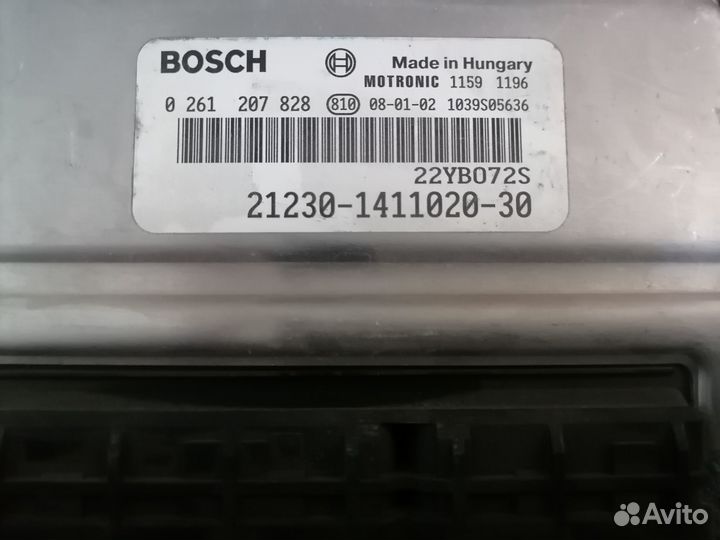 BOSCH
Made in Hungary
MOTRONIC 1159 1196
0 261 207 828 810 08-01-02 1039S05636
22YB072S
21230-1411020-30
Avito